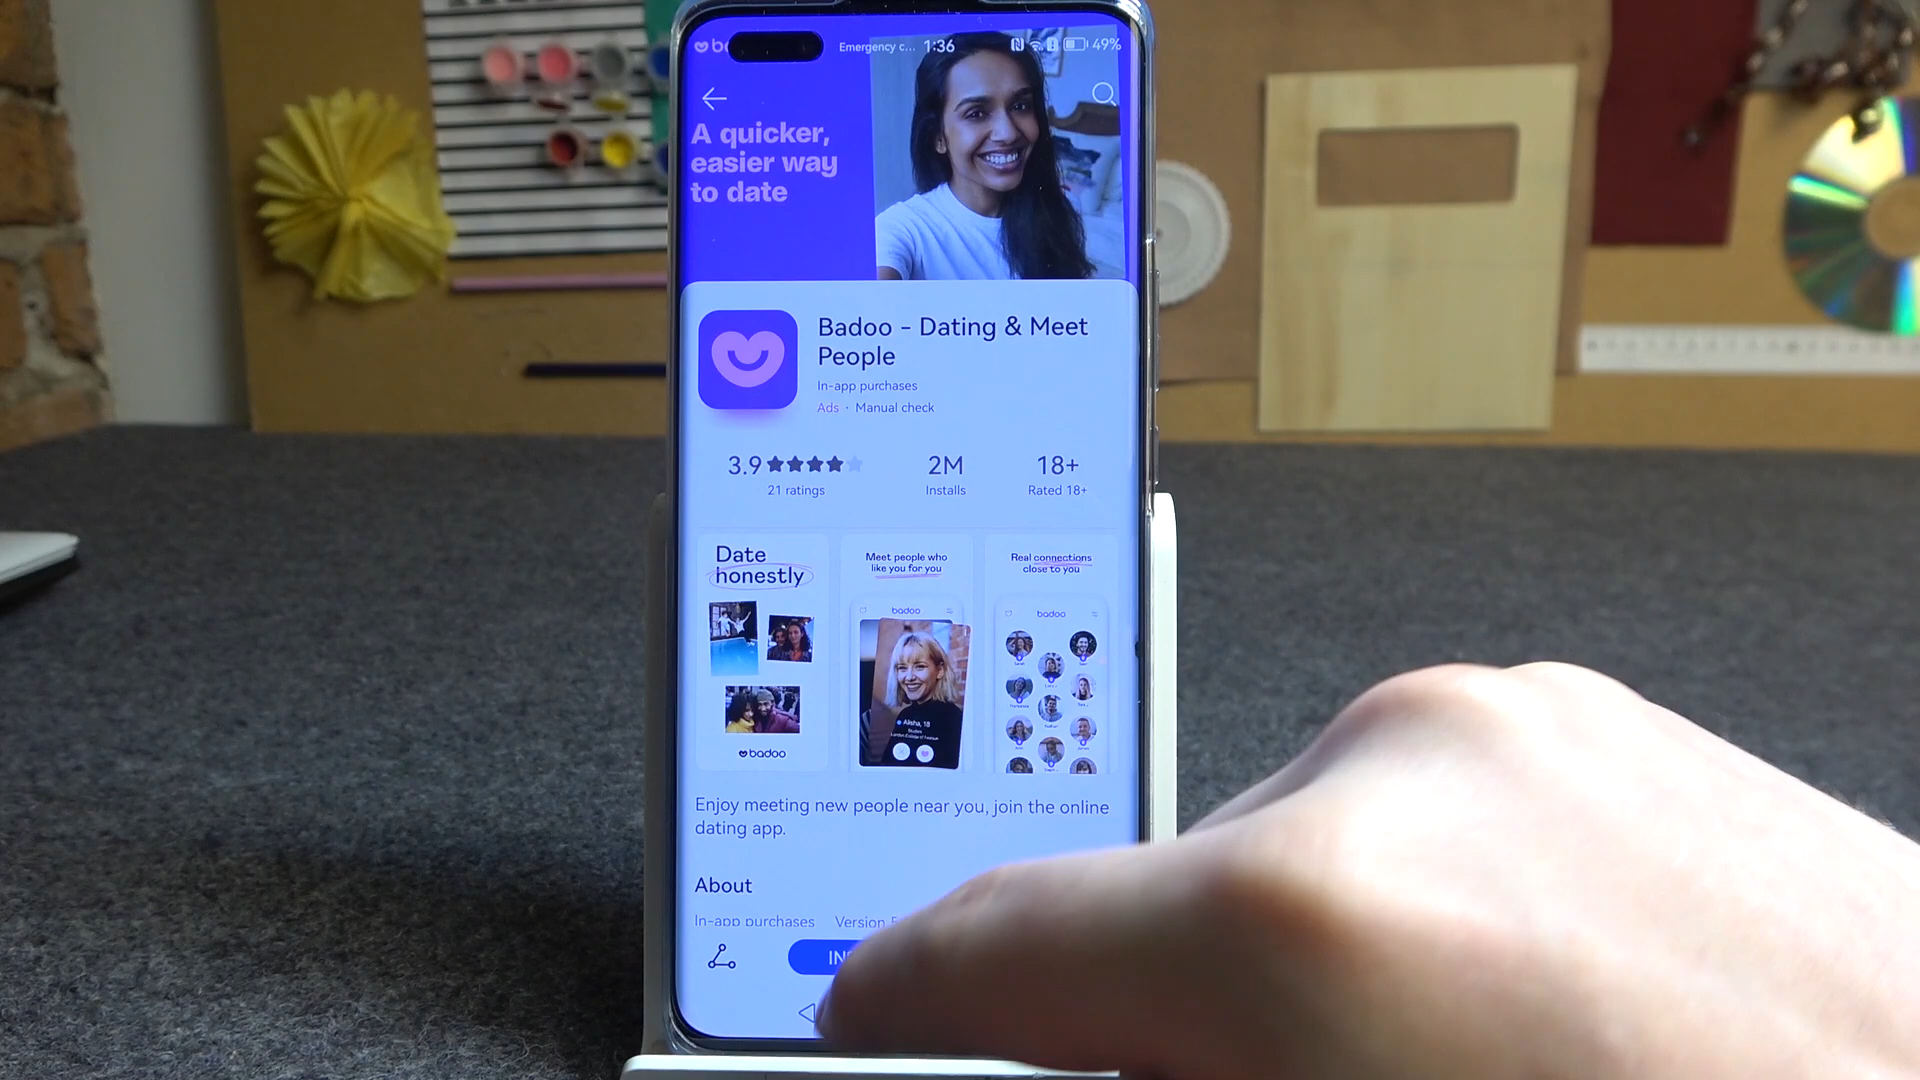 Emergency c... 1:36 49%
A quicker,
easier way
to date
Badoo - Dating & Meet
People
In-app purchases
Ads · Manual check
3.9
21 ratings
2M
Installs
18+
Rated 18+
Date
honestly
badoo
Meet people who
like you for you
badoo
Alisha, 18
Real connections
close to you
badoo
Enjoy meeting new people near you, join the online
dating app.
About
In-app purchases Version